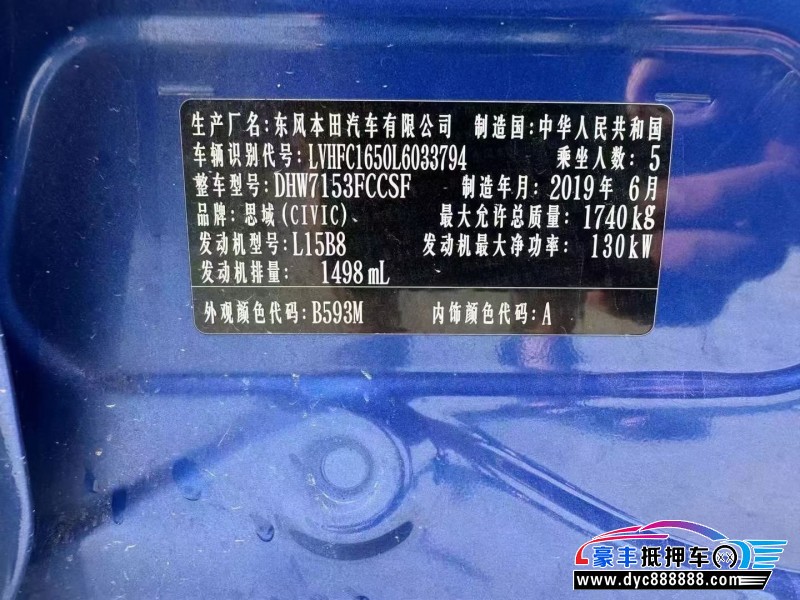 生产厂名:东风本田汽车有限公司 制造国:中华人民共和国
车辆识别代号:LVHFC1650L6033794 乘坐人数:5
整车型号:DHW7153FCCSF 制造年月:2019年 6月
品牌:思域(CIVIC) 最大允许总质量:1740kg
发动机型号:L15B8 发动机最大净功率:130kW
发动机排量: 1498mL
外观颜色代码:B593M 内饰颜色代码:A
豪丰抵押车
www.dyc888888.com